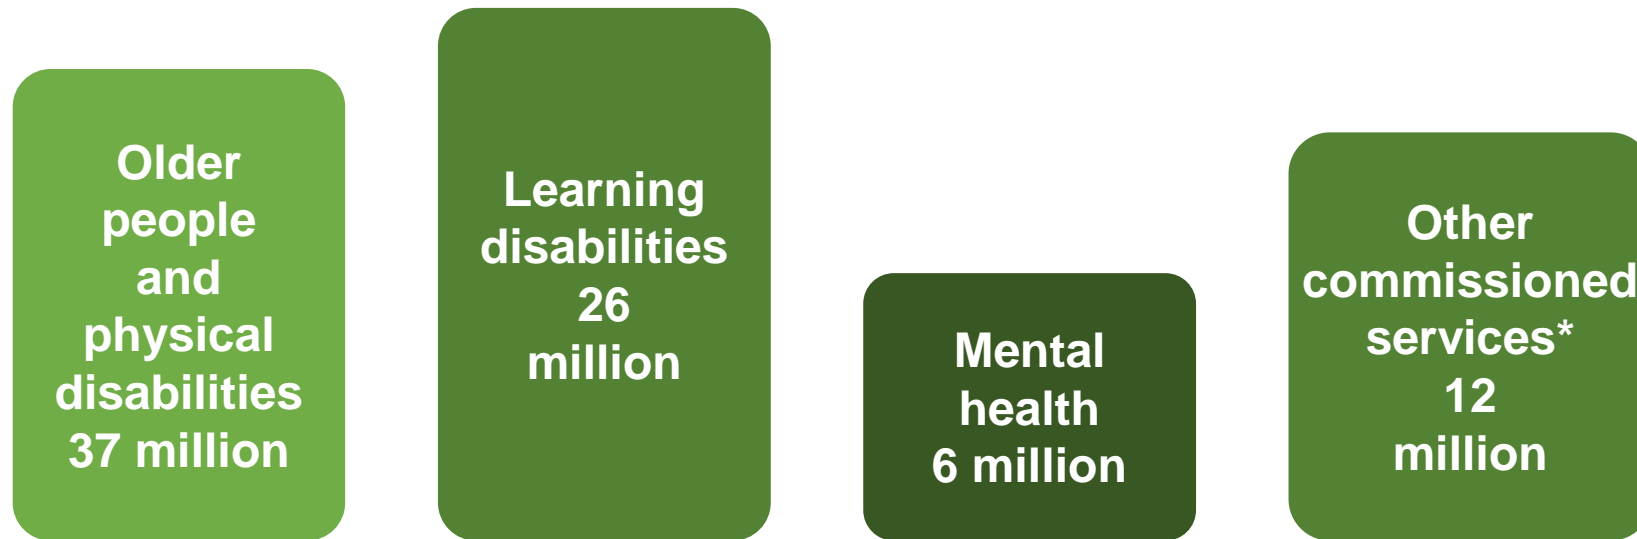 Older
people
and
physical
disabilities
37 million
Learning
disabilities
26
million
Mental
health
6 million
Other
commissioned
services*
12
million